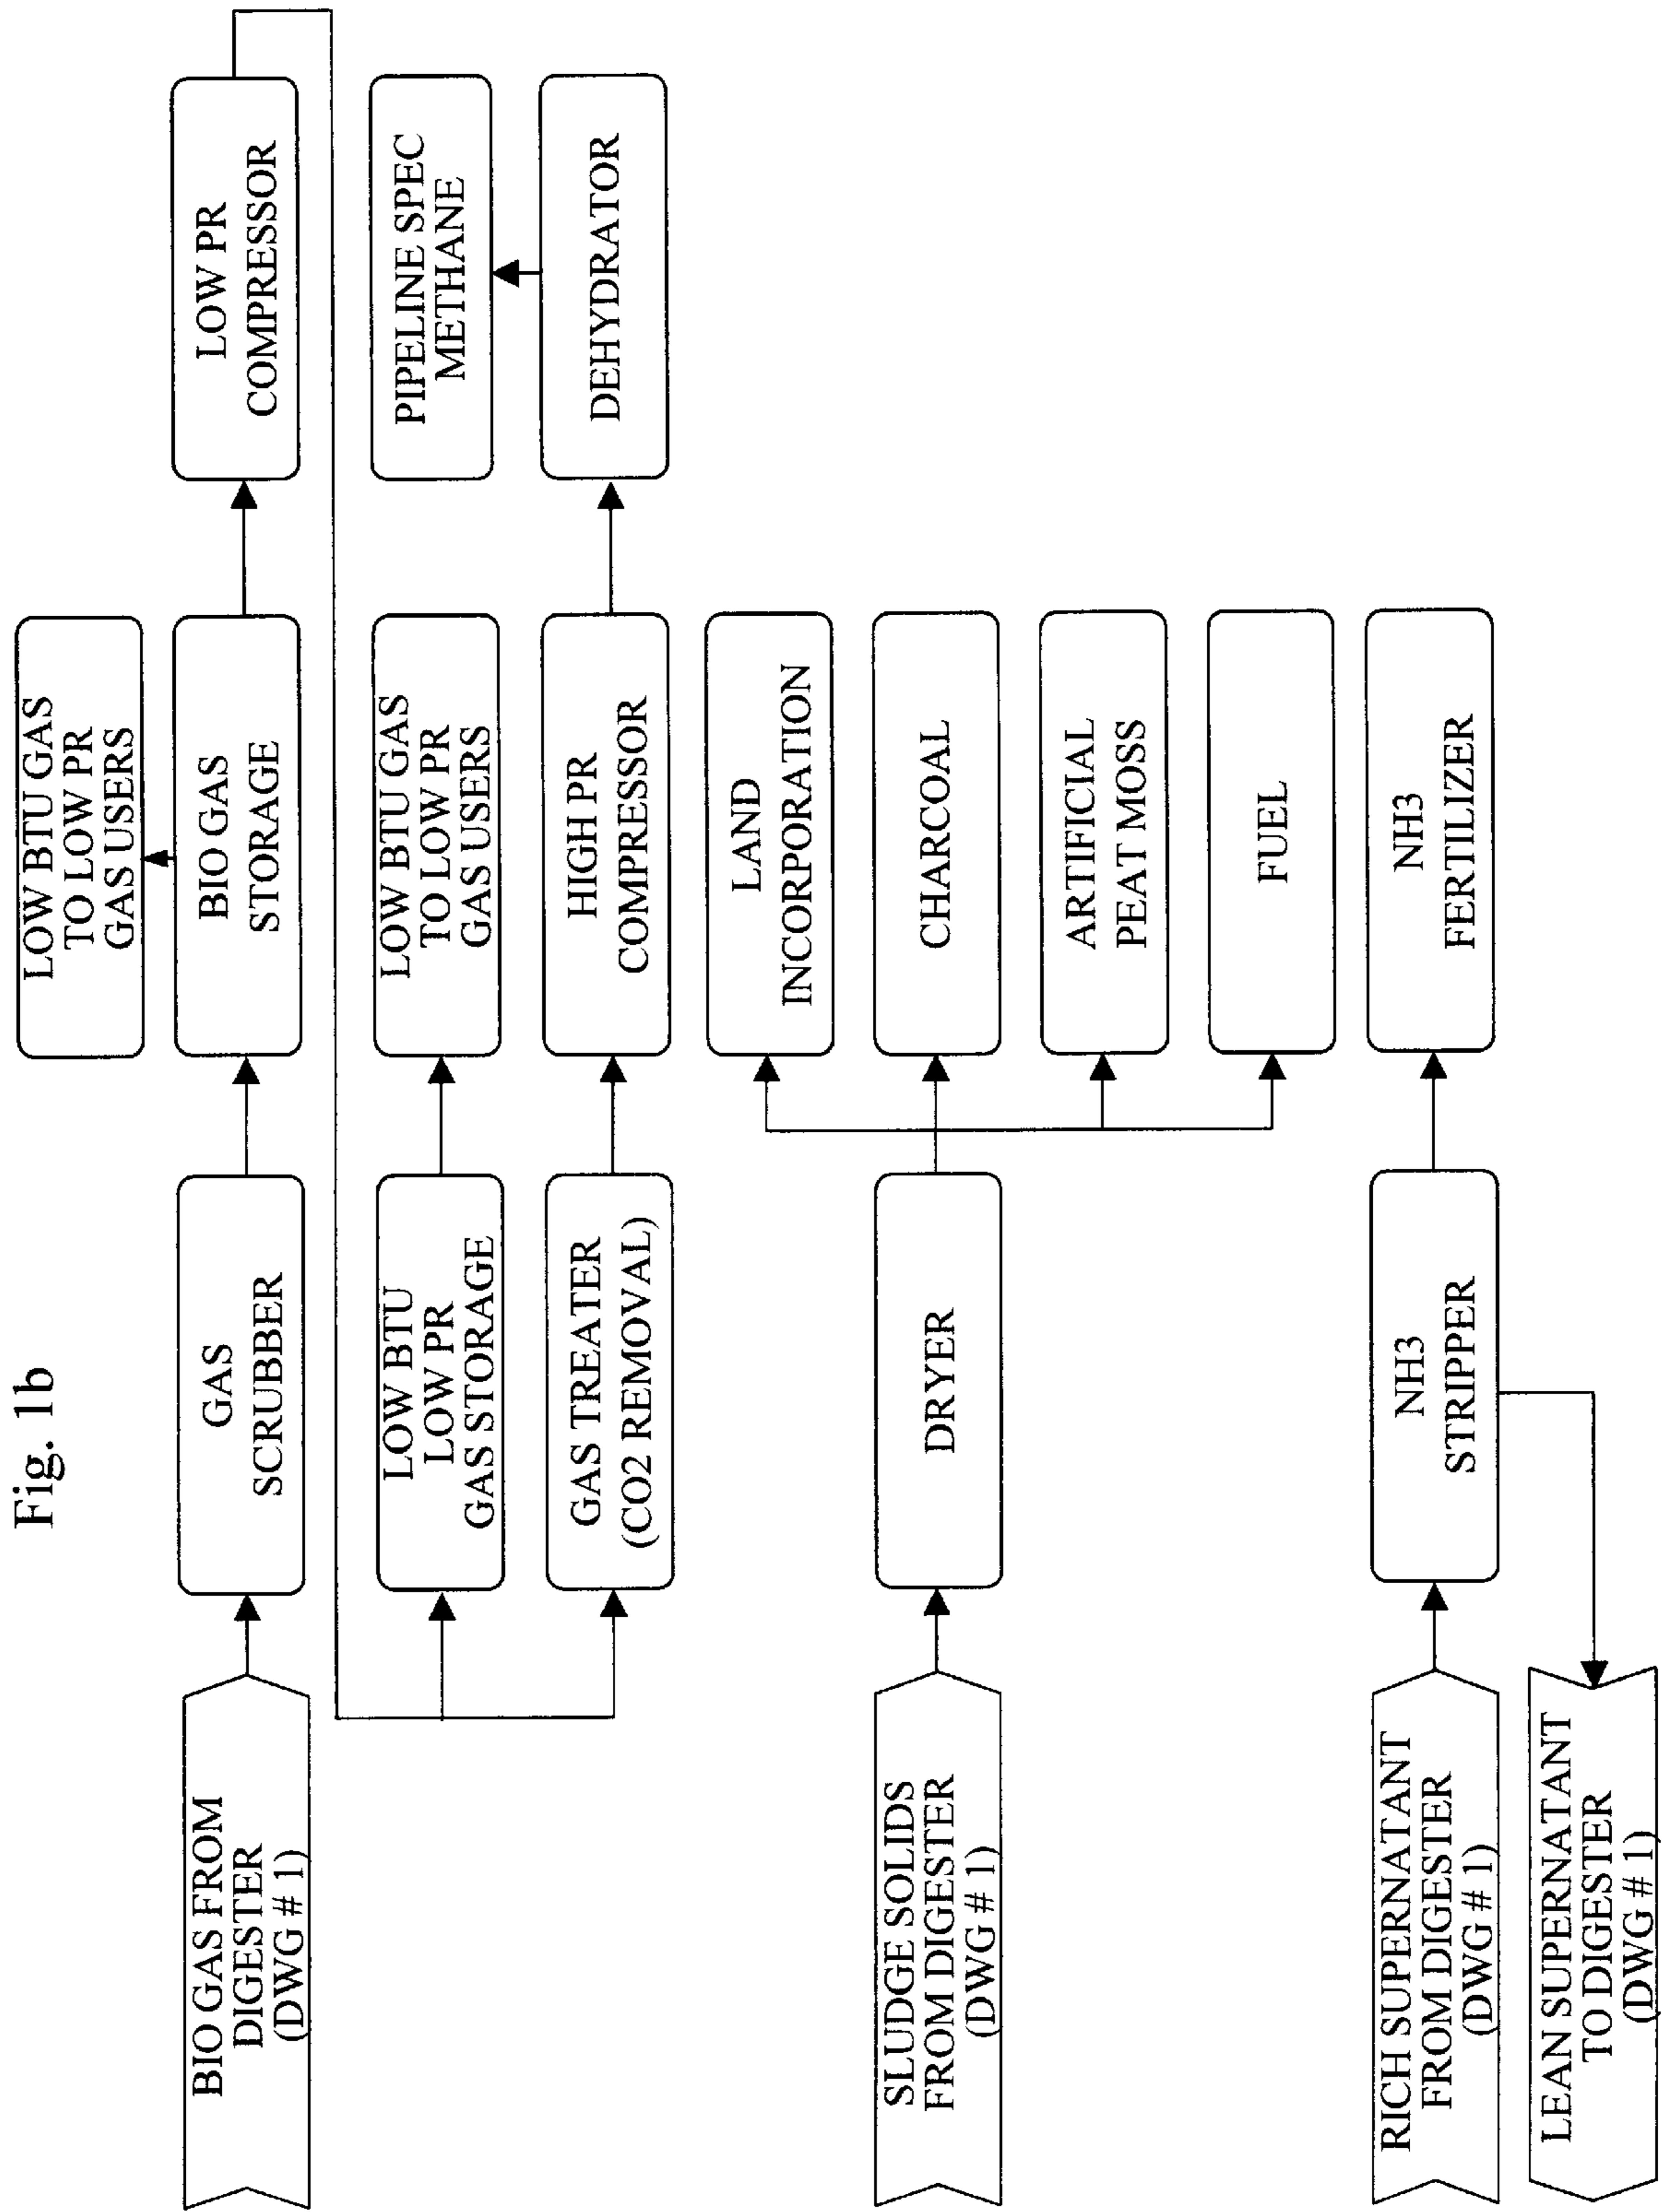 Fig. 1b
LOW BTU GAS
TO LOW PR
GAS USERS
BIO GAS FROM
DIGESTER
(DWG # 1)
GAS
SCRUBBER
BIO GAS
STORAGE
LOW PR
COMPRESSOR
LOW BTU
LOW PR
GAS STORAGE
LOW BTU GAS
TO LOW PR
GAS USERS
PIPELINE SPEC
METHANE
GAS TREATER
(CO2 REMOVAL)
HIGH PR
COMPRESSOR
DEHYDRATOR
LAND
INCORPORATION
SLUDGE SOLIDS
FROM DIGESTER
(DWG # 1)
DRYER
CHARCOAL
ARTIFICIAL
PEAT MOSS
FUEL
RICH SUPERNATANT
FROM DIGESTER
(DWG # 1)
NH3
STRIPPER
NH3
FERTILIZER
LEAN SUPERNATANT
TO DIGESTER
(DWG # 1)